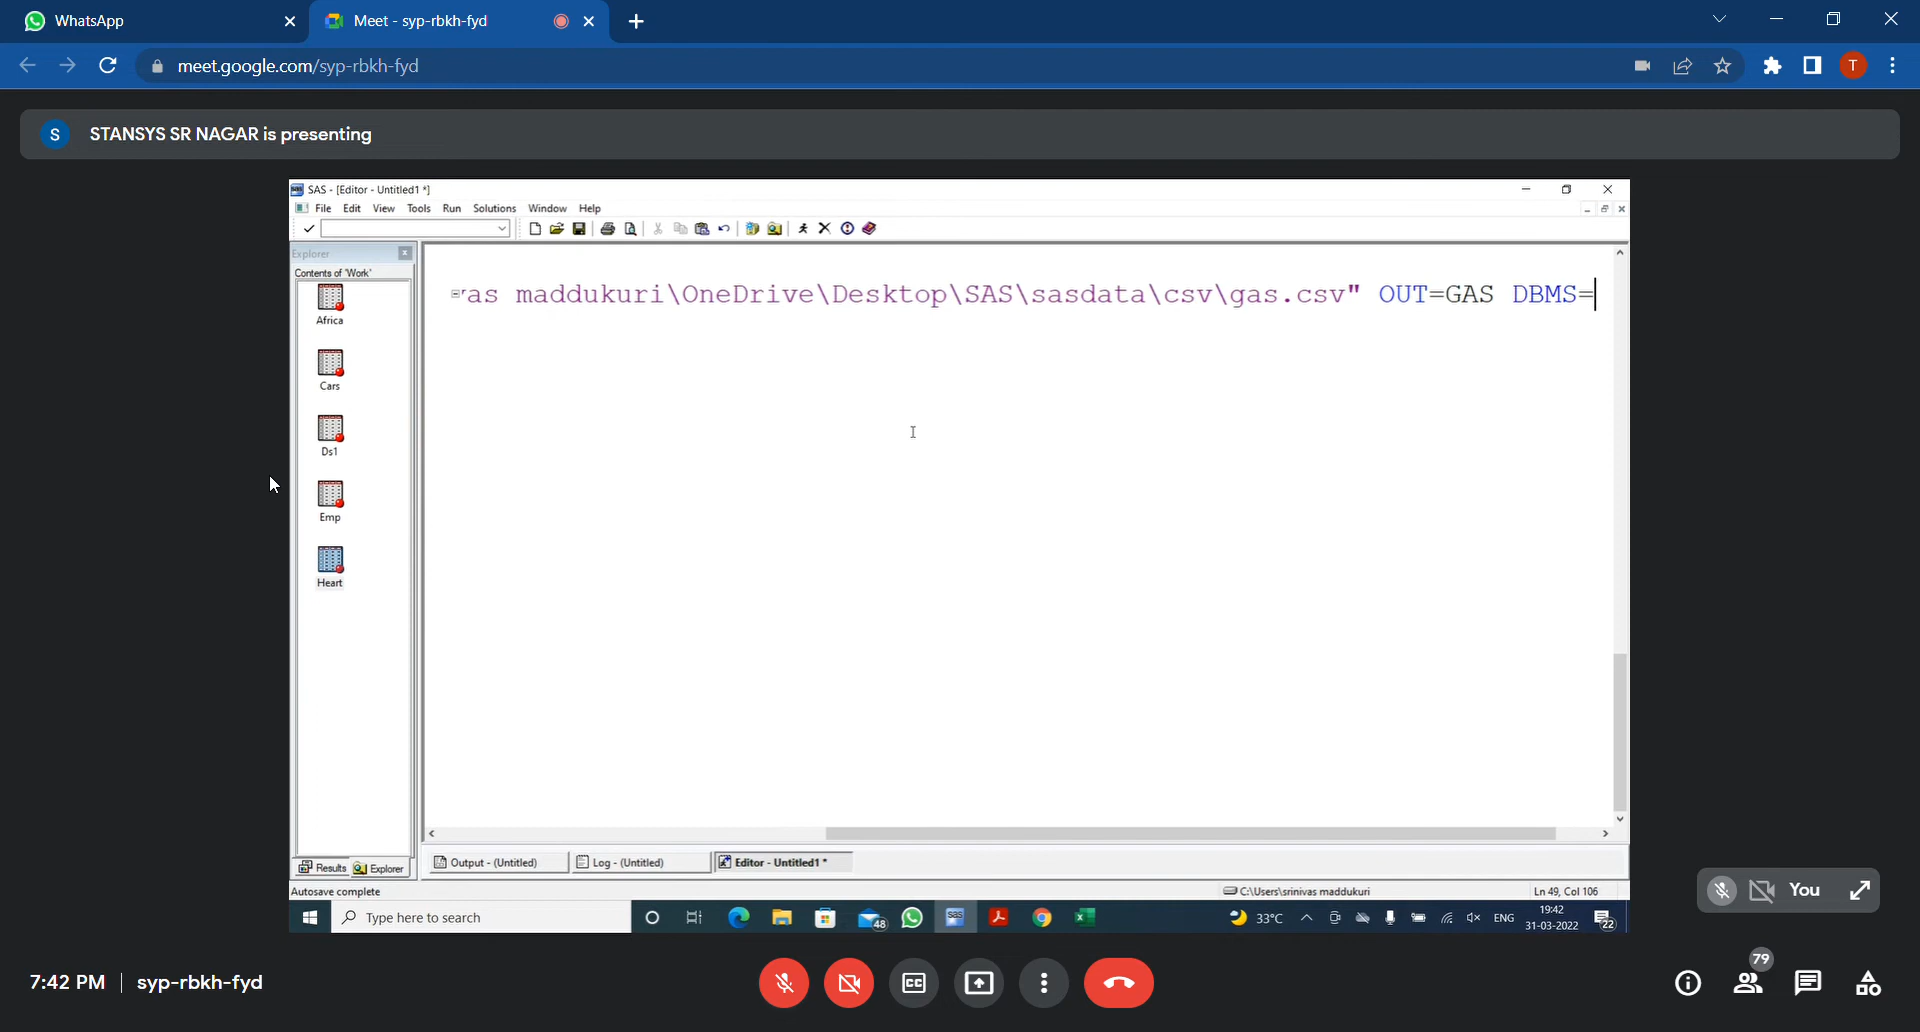 WhatsApp
Meet - syp-rbkh-fyd
meet.google.com/syp-rbkh-fyd
T
S STANSYS SR NAGAR is presenting
SAS - [Editor - Untitled1 *]
File Edit View Tools Run Solutions Window Help
Explorer
Contents of 'Work'
Africa
Cars
Ds1
Emp
Heart
as maddukuri\OneDrive\Desktop\SAS\sasdata\csv\gas.csv" OUT=GAS DBMS=
Results Explorer
Output - (Untitled) Log - (Untitled) Editor - Untitled1 *
Autosave complete C:\Users\srinivas maddukuri Ln 49, Col 106
Type here to search 48 sas 33°C ENG 19:42
31-03-2022 22
You
7:42 PM syp-rbkh-fyd
CC
79